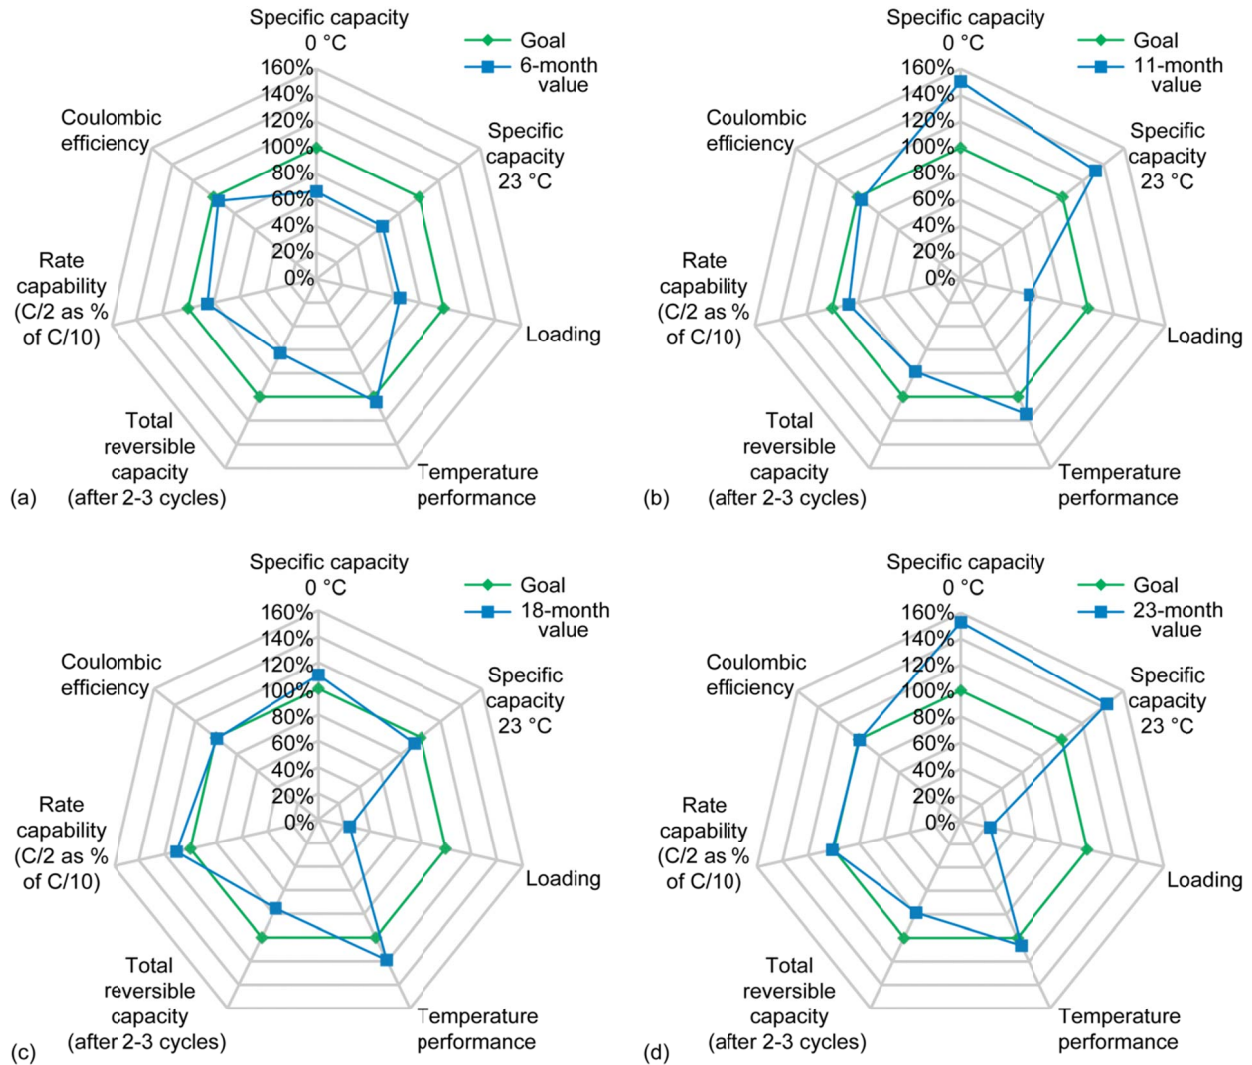 Specific capacity
0 °C
Goal
6-month
value
160%
140%
120%
100%
80%
60%
40%
20%
0%
Coulombic
efficiency
Specific
capacity
23 °C
Rate
capability
(C/2 as %
of C/10)
Loading
Total
reversible
capacity
(after 2-3 cycles)
Temperature
performance
(a)
Specific capacity
0 °C
Goal
11-month
value
160%
140%
120%
100%
80%
60%
40%
20%
0%
Coulombic
efficiency
Specific
capacity
23 °C
Rate
capability
(C/2 as %
of C/10)
Loading
Total
reversible
capacity
(after 2-3 cycles)
Temperature
performance
(b)
Specific capacity
0 °C
Goal
18-month
value
160%
140%
120%
100%
80%
60%
40%
20%
0%
Coulombic
efficiency
Specific
capacity
23 °C
Rate
capability
(C/2 as %
of C/10)
Loading
Total
reversible
capacity
(after 2-3 cycles)
Temperature
performance
(c)
Specific capacity
0 °C
Goal
23-month
value
160%
140%
120%
100%
80%
60%
40%
20%
0%
Coulombic
efficiency
Specific
capacity
23 °C
Rate
capability
(C/2 as %
of C/10)
Loading
Total
reversible
capacity
(after 2-3 cycles)
Temperature
performance
(d)